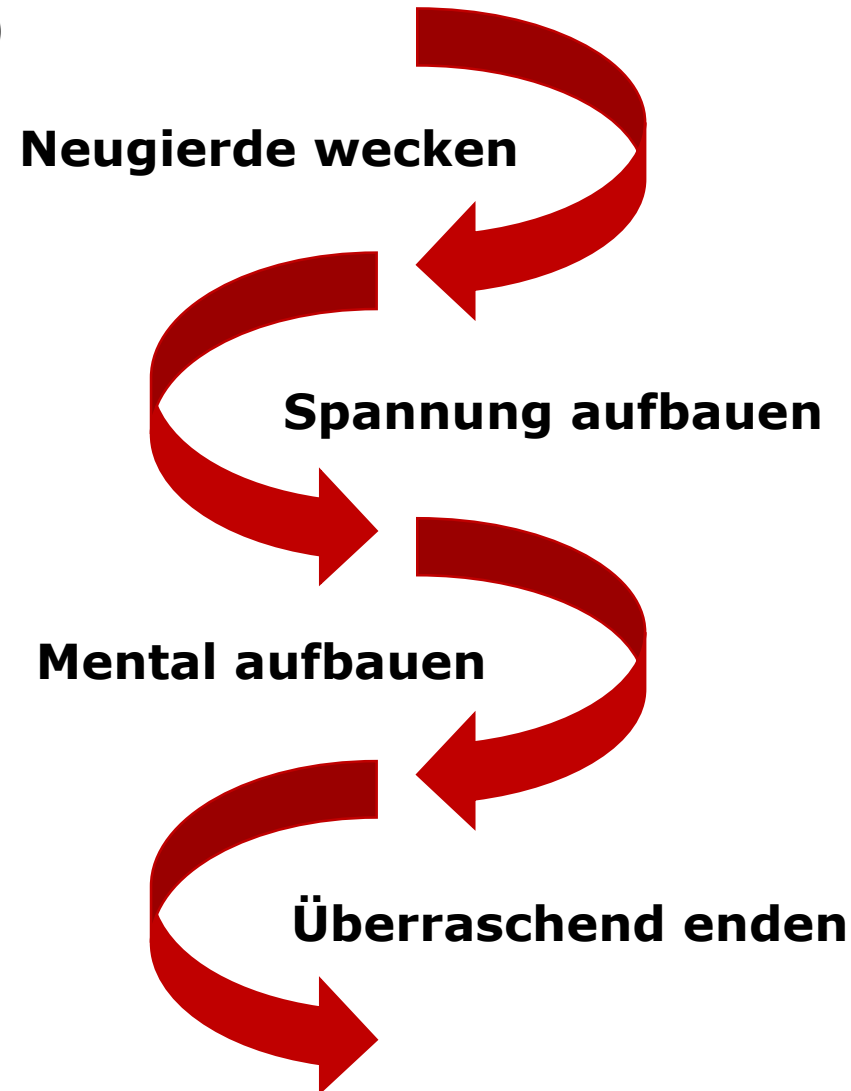 Neugierde wecken
Spannung aufbauen
Mental aufbauen
Überraschend enden